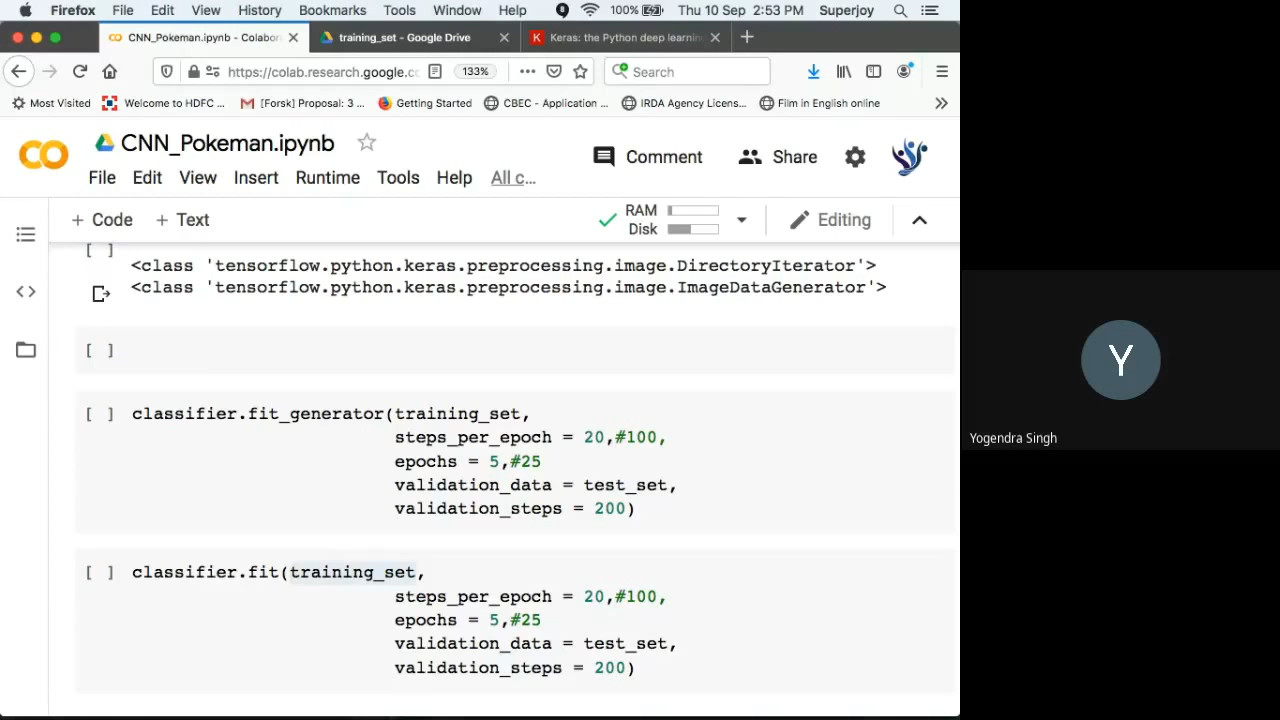 Firefox File Edit View History Bookmarks Tools Window Help 100% Thu 10 Sep 2:53 PM Superjoy
CNN_Pokeman.ipynb - Colabor
training_set - Google Drive
K Keras: the Python deep learnin
https://colab.research.google.co
133%
Search
Most Visited
Welcome to HDFC ...
[Forsk] Proposal: 3 ...
Getting Started
CBEC - Application ...
IRDA Agency Licens...
Film in English online
CO CNN_Pokeman.ipynb
Comment Share
File Edit View Insert Runtime Tools Help All c...
+ Code + Text
RAM
Disk
Editing
[ ]
<class 'tensorflow.python.keras.preprocessing.image.DirectoryIterator'>
<class 'tensorflow.python.keras.preprocessing.image.ImageDataGenerator'>
[ ]
[ ] classifier.fit_generator(training_set,
steps_per_epoch = 20,#100,
epochs = 5,#25
validation_data = test_set,
validation_steps = 200)
[ ] classifier.fit(training_set,
steps_per_epoch = 20,#100,
epochs = 5,#25
validation_data = test_set,
validation_steps = 200)
Y
Yogendra Singh